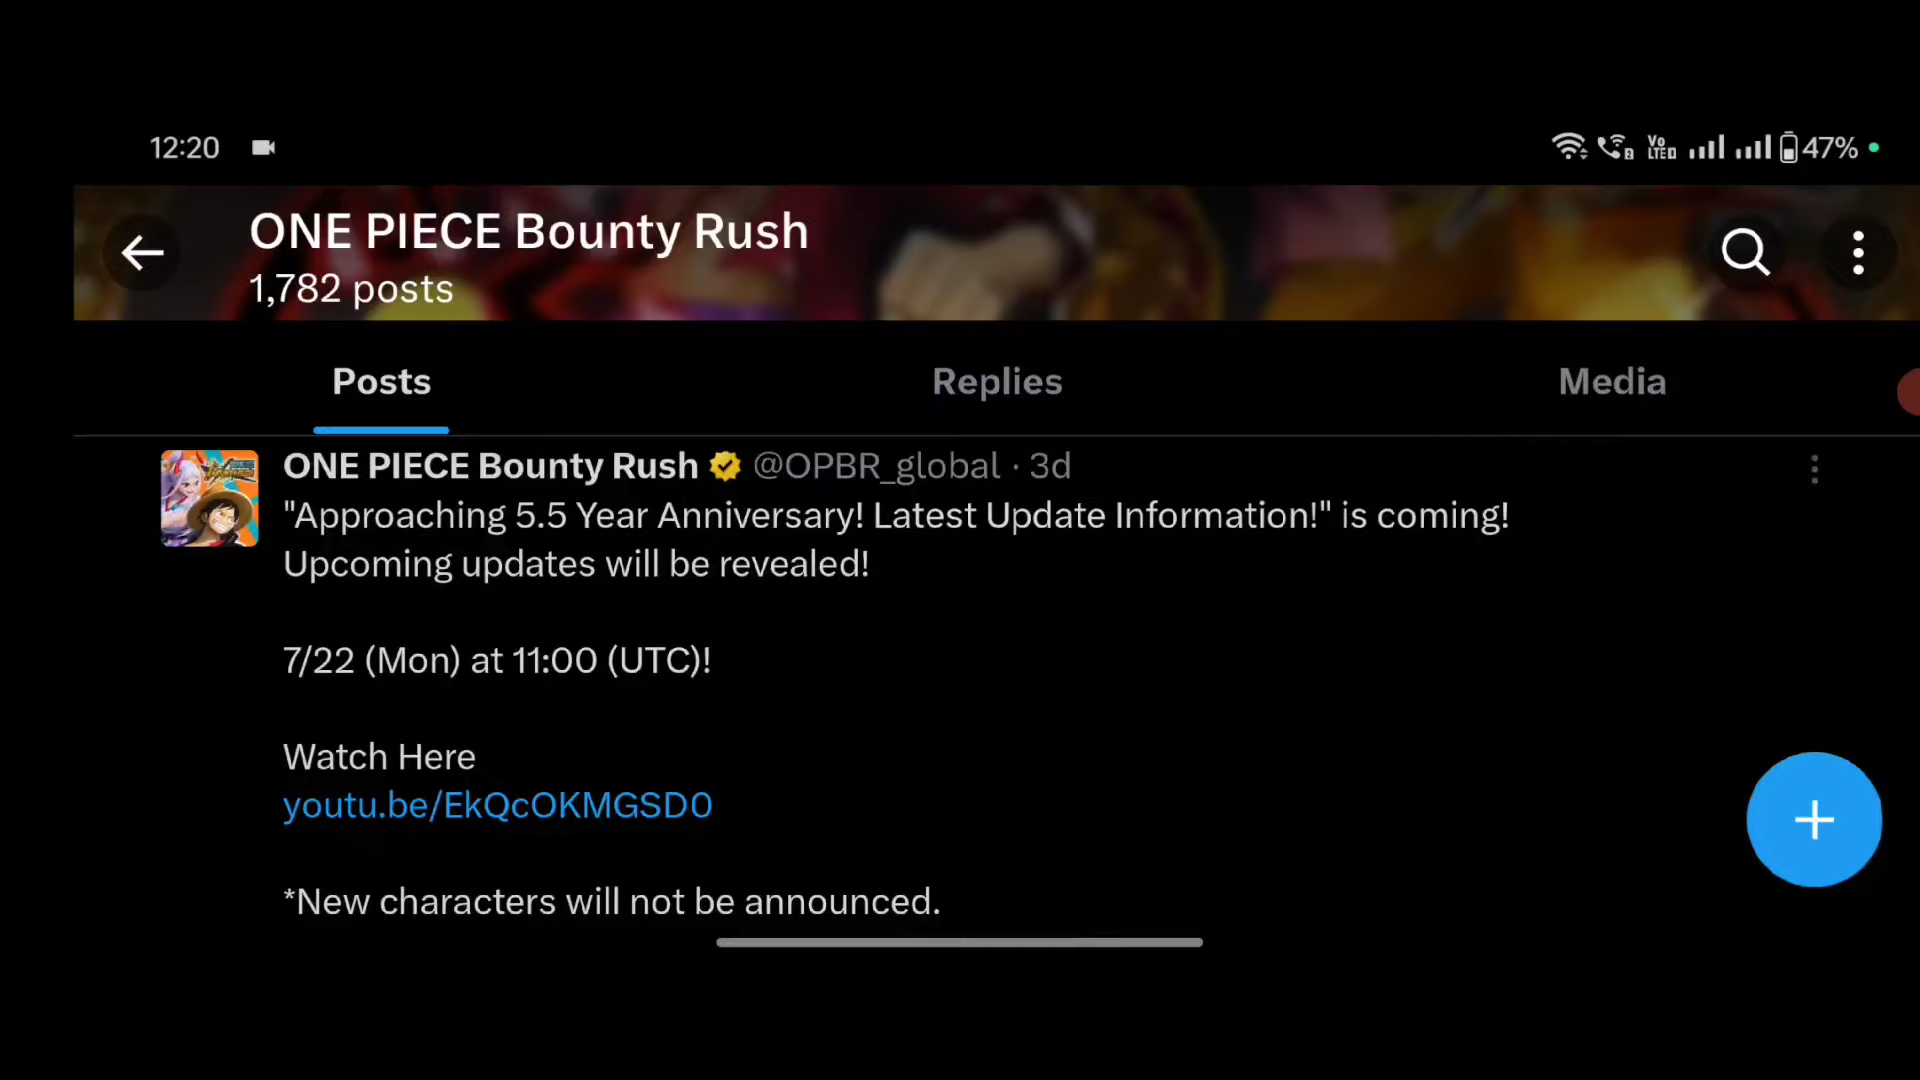 12:20
Vo LTE 47%
ONE PIECE Bounty Rush
1,782 posts
Posts Replies Media
ONE PIECE Bounty Rush @OPBR_global · 3d
"Approaching 5.5 Year Anniversary! Latest Update Information!" is coming!
Upcoming updates will be revealed!
7/22 (Mon) at 11:00 (UTC)!
Watch Here
youtu.be/EkQcOKMGSD0
*New characters will not be announced.